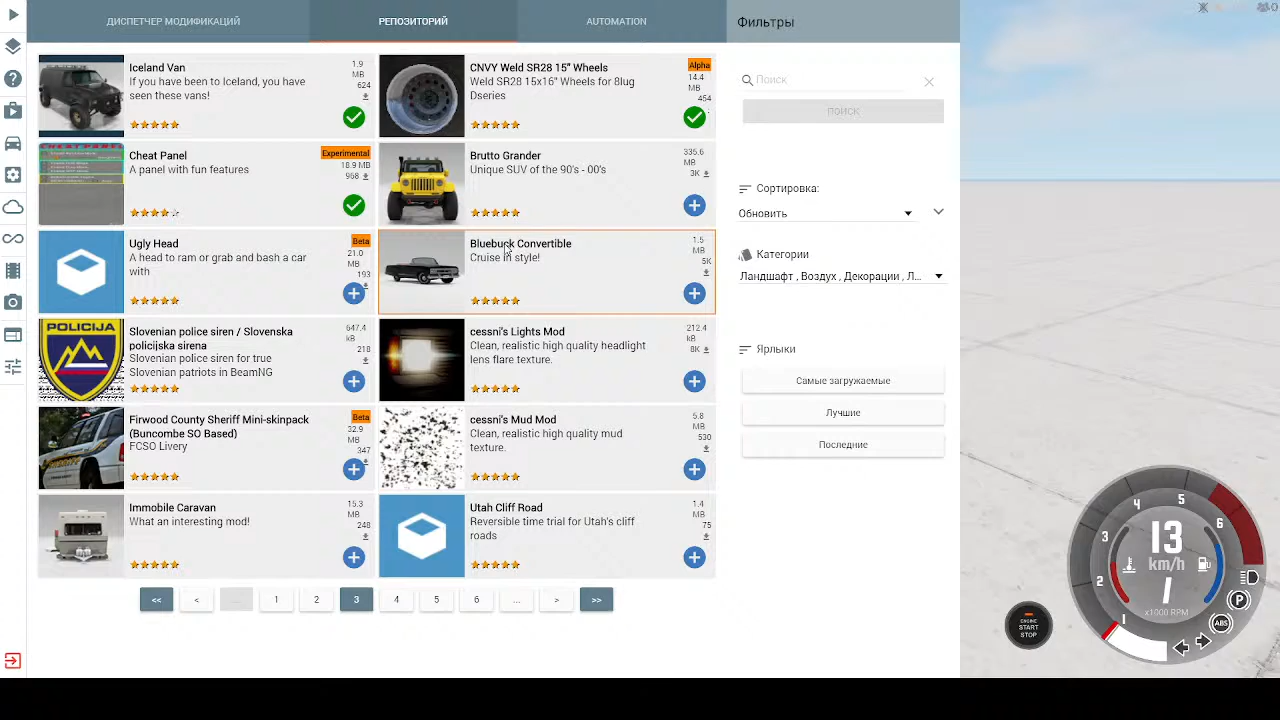 ДИСПЕТЧЕР МОДИФИКАЦИЙ
РЕПОЗИТОРИЙ
AUTOMATION
Фильтры
Iceland Van
If you have been to Iceland, you have
seen these vans!
1.9
MB
624
CNVY Weld SR28 15" Wheels
Weld SR28 15x16" Wheels for 8lug
Dseries
Alpha
14.4
MB
454
CHEAT PANEL
Cheat Panel
A panel with fun features.
Experimental
18.9 MB
968
Brutto Grander
Unique SUV of the 90's - 00's
335.6
MB
3K
Ugly Head
A head to ram or grab and bash a car
with
Beta
21.0
MB
193
Bluebuck Convertible
Cruise in style!
1.5
MB
5K
POLICIJA
Slovenian police siren / Slovenska
policijska sirena
Slovenian police siren for true
Slovenian patriots in BeamNG
647.4
kB
218
cessni's Lights Mod
Clean, realistic high quality headlight
lens flare texture.
212.4
kB
8K
Firwood County Sheriff Mini-skinpack
(Buncombe SO Based)
FCSO Livery
Beta
32.9
MB
347
cessni's Mud Mod
Clean, realistic high quality mud
texture.
5.8
MB
530
Immobile Caravan
What an interesting mod!
15.3
MB
248
Utah Cliff Road
Reversible time trial for Utah's cliff
roads
1.4
MB
75
<< < ... 1 2 3 4 5 6 ... > >>
Поиск
ПОИСК
Сортировка:
Обновить
Категории
Ландшафт , Воздух , Декорации , Л...
Ярлыки
Самые загружаемые
Лучшие
Последние
0
1
2
3
4
5
6
13
km/h
x1000 RPM
P
ABS
ENGINE
START
STOP